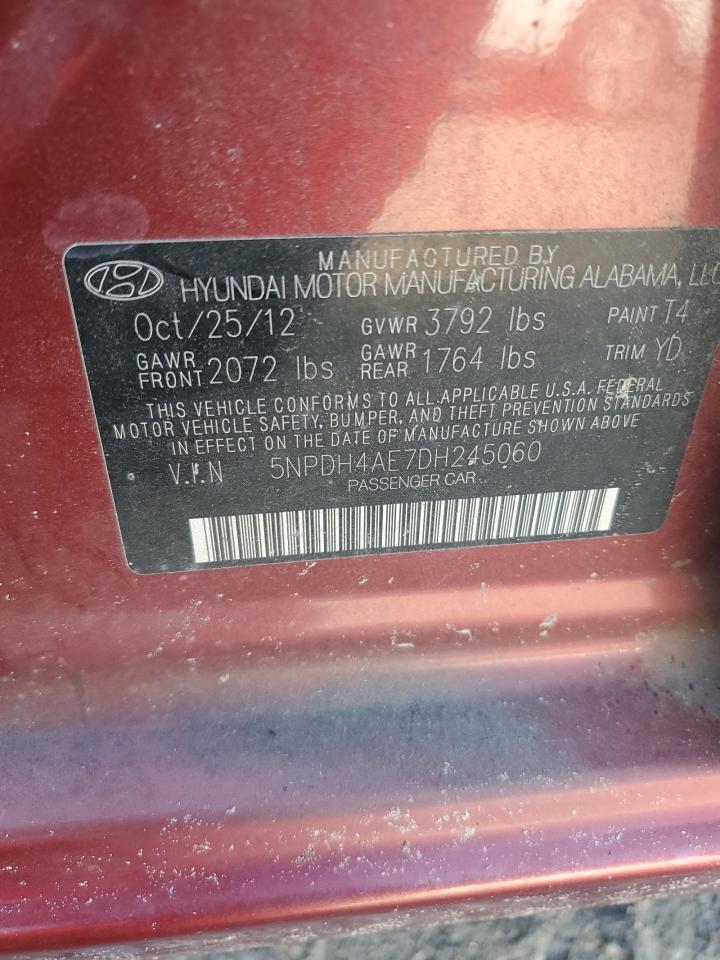 MANUFACTURED BY
HYUNDAI MOTOR MANUFACTURING ALABAMA, LLC
Oct/25/12 GVWR 3792 lbs PAINT T4
GAWR FRONT 2072 lbs GAWR REAR 1764 lbs TRIM YD
THIS VEHICLE CONFORMS TO ALL APPLICABLE U.S.A. FEDERAL
MOTOR VEHICLE SAFETY, BUMPER, AND THEFT PREVENTION STANDARDS
IN EFFECT ON THE DATE OF MANUFACTURE SHOWN ABOVE
V.I.N 5NPDH4AE7DH245060
PASSENGER CAR